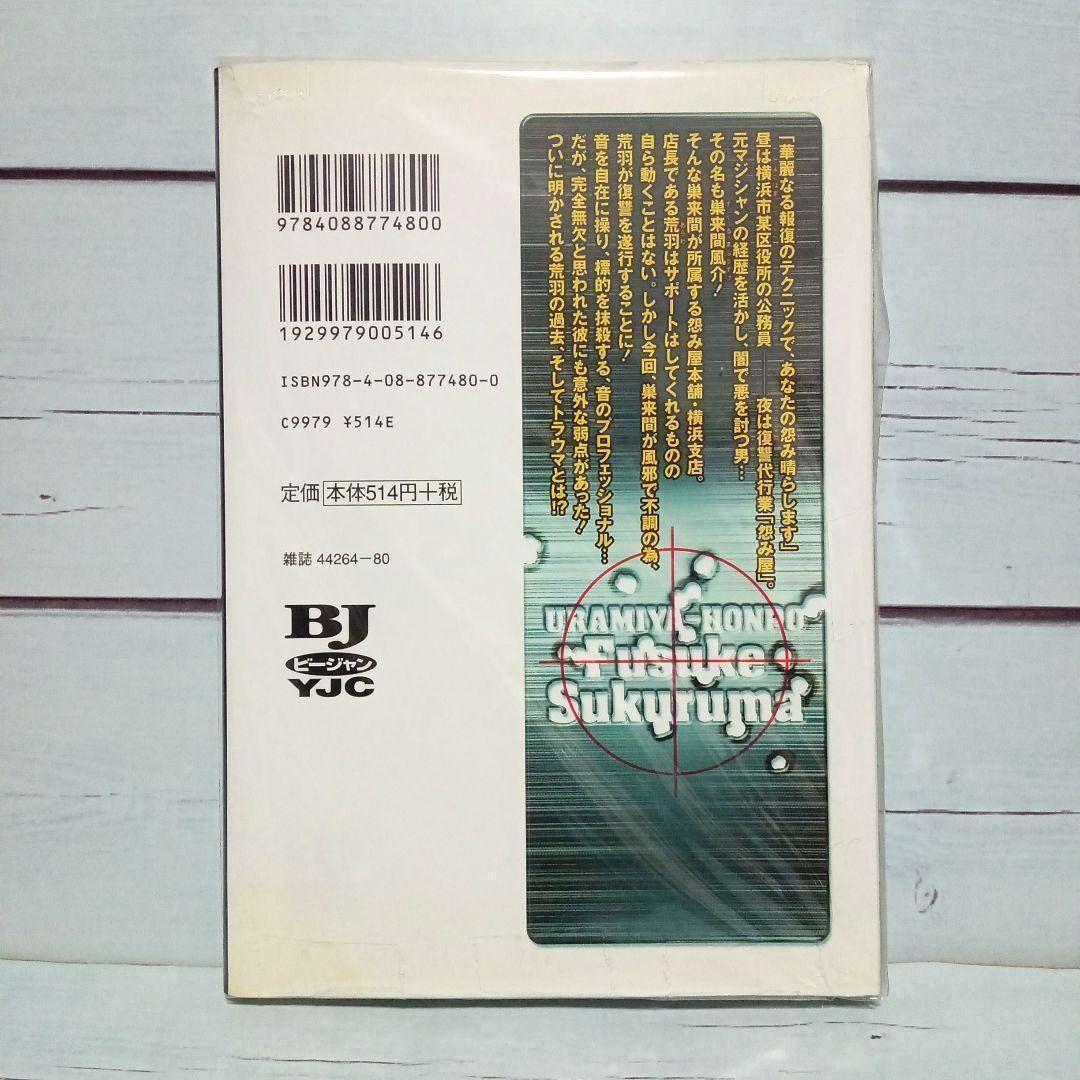 「華麗なる報復のテクニックで、あなたの怨み晴らします」
昼は横浜市某区役所の公務員――夜は復讐代行業「怨み屋」。
元マジシャンの経歴を活かし、闇で悪を討つ男…
その名も巣来間風介！
そんな巣来間が所属する怨み屋本舗・横浜支店。
店長である荒羽はサポートはしてくれるものの
自ら動くことはない。しかし今回、巣来間が風邪で不調の為、
荒羽が復讐を遂行することに！
音を自在に操り、標的を抹殺する、音のプロフェッショナル…
だが、完全無欠と思われた彼にも意外な弱点があった！
ついに明かされる荒羽の過去、そしてトラウマとは!?
URAMIYA HONPO
Fusuke
Sukuruma
9784088774800
1929979005146
ISBN978-4-08-877480-0
C9979 ¥514E
定価 本体514円+税
雑誌 44264-80
BJ
ビージャン
YJC